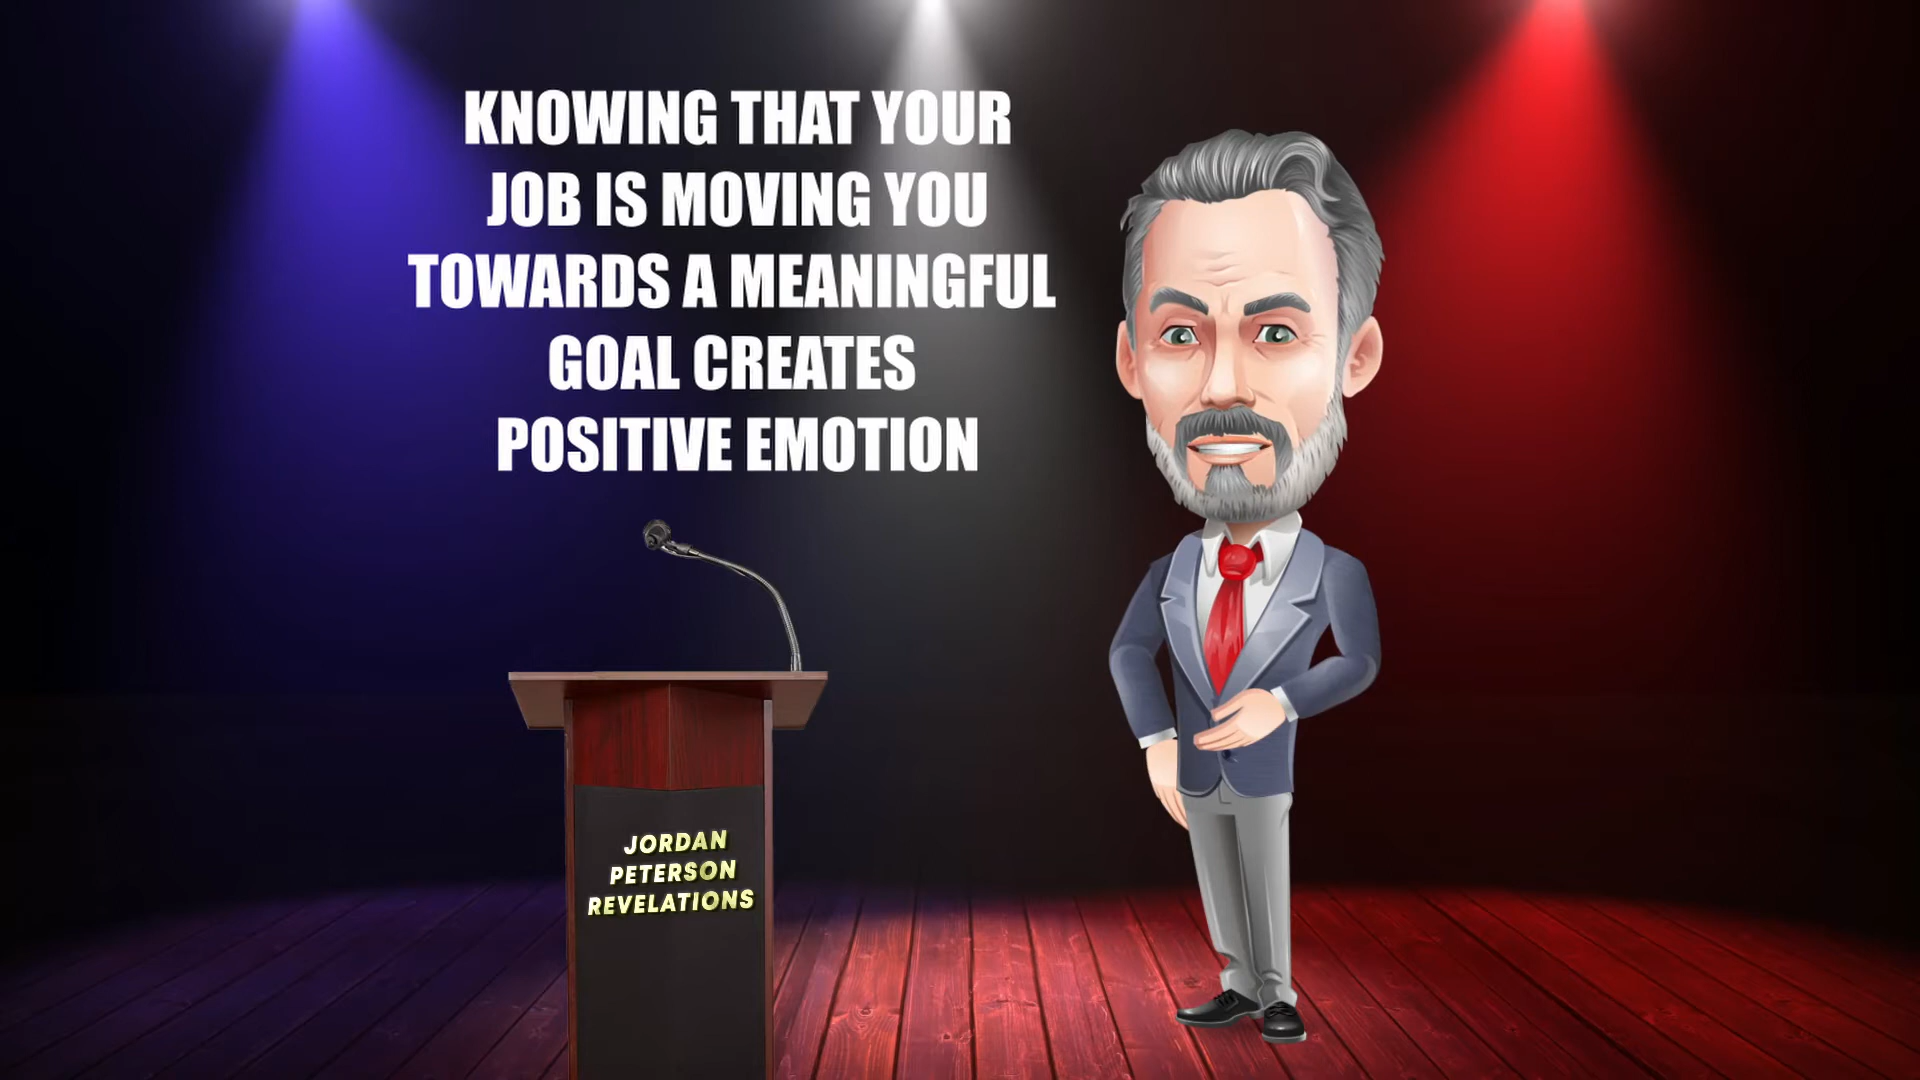 KNOWING THAT YOUR
JOB IS MOVING YOU
TOWARDS A MEANINGFUL
GOAL CREATES
POSITIVE EMOTION
JORDAN
PETERSON
REVELATIONS